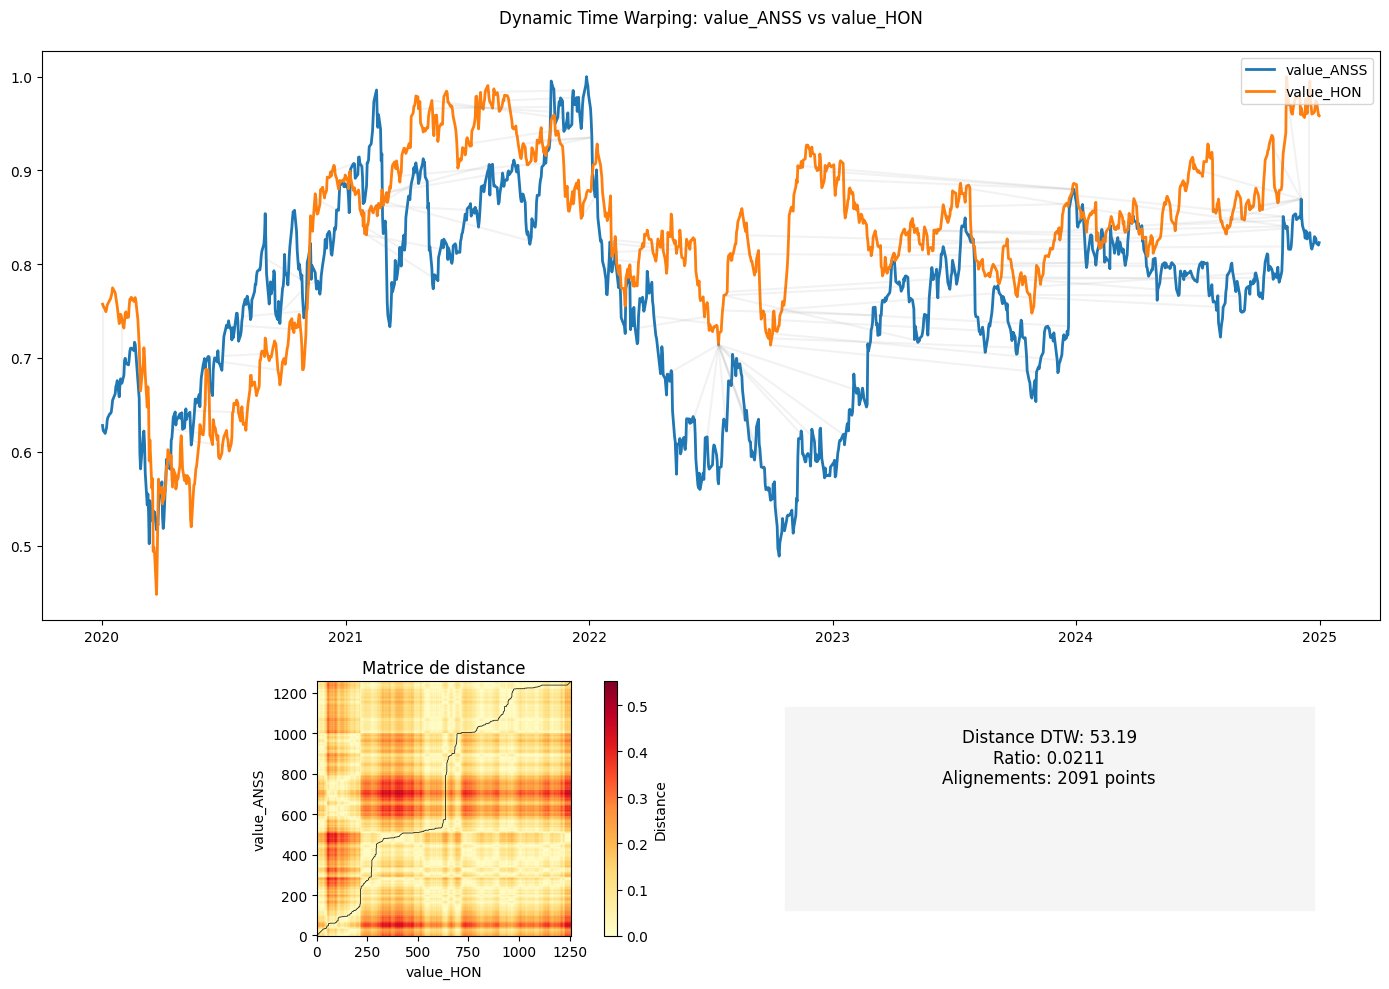 Dynamic Time Warping: value_ANSS vs value_HON
value_ANSS
value_HON
1.0
0.9
0.8
0.7
0.6
0.5
2020 2021 2022 2023 2024 2025
Matrice de distance
value_ANSS
1200
1000
800
600
400
200
0
0 250 500 750 1000 1250
value_HON
0.5
0.4
0.3
0.2
0.1
0.0
Distance
Distance DTW: 53.19
Ratio: 0.0211
Alignements: 2091 points